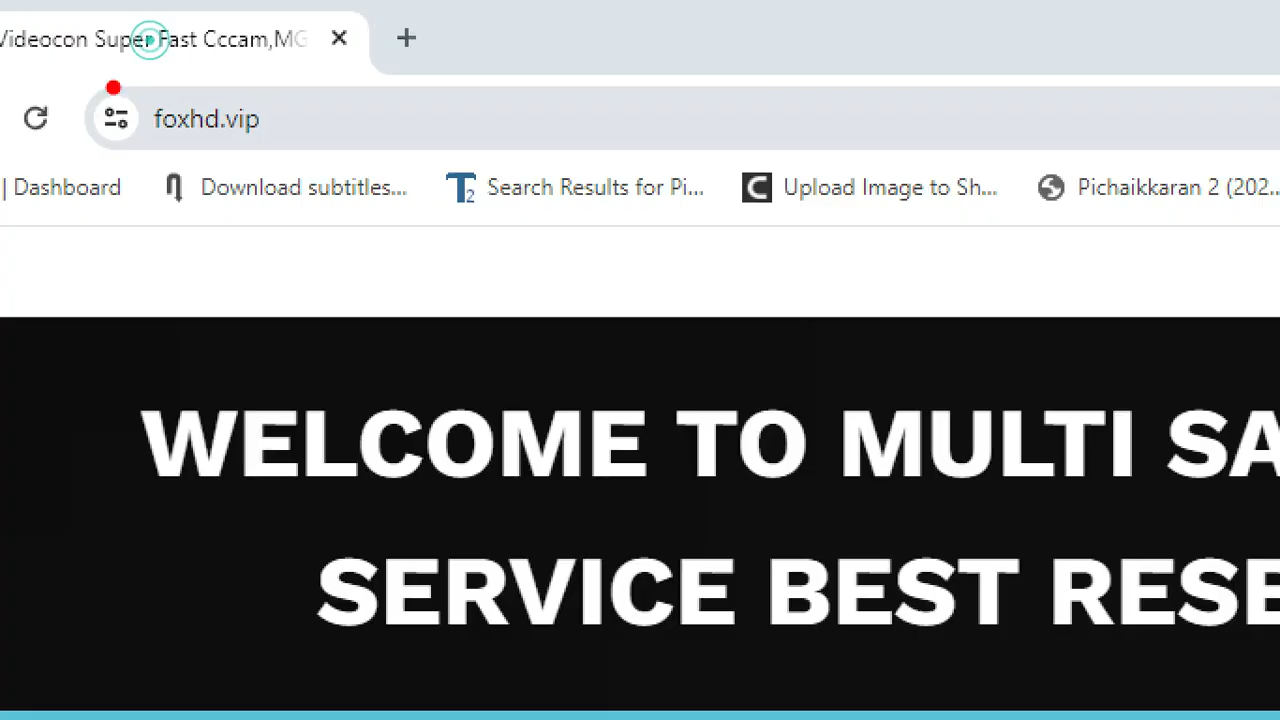 Videocon Super Fast Cccam,MG
foxhd.vip
| Dashboard
Download subtitles...
Search Results for Pi...
Upload Image to Sh...
Pichaikkaran 2 (202...
WELCOME TO MULTI SA
SERVICE BEST RESE